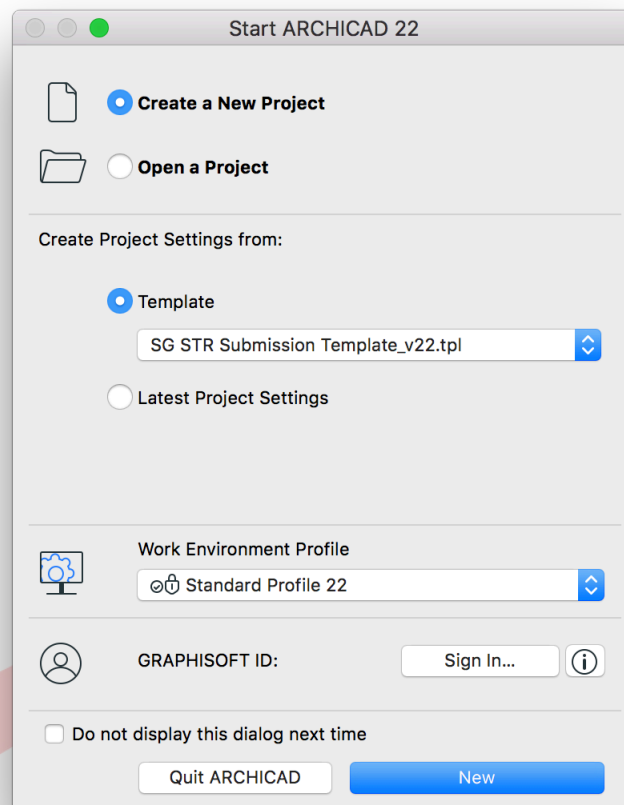 Start ARCHICAD 22
Create a New Project
Open a Project
Create Project Settings from:
Template
SG STR Submission Template_v22.tpl
Latest Project Settings
Work Environment Profile
Standard Profile 22
GRAPHISOFT ID:
Sign In...
Do not display this dialog next time
Quit ARCHICAD
New